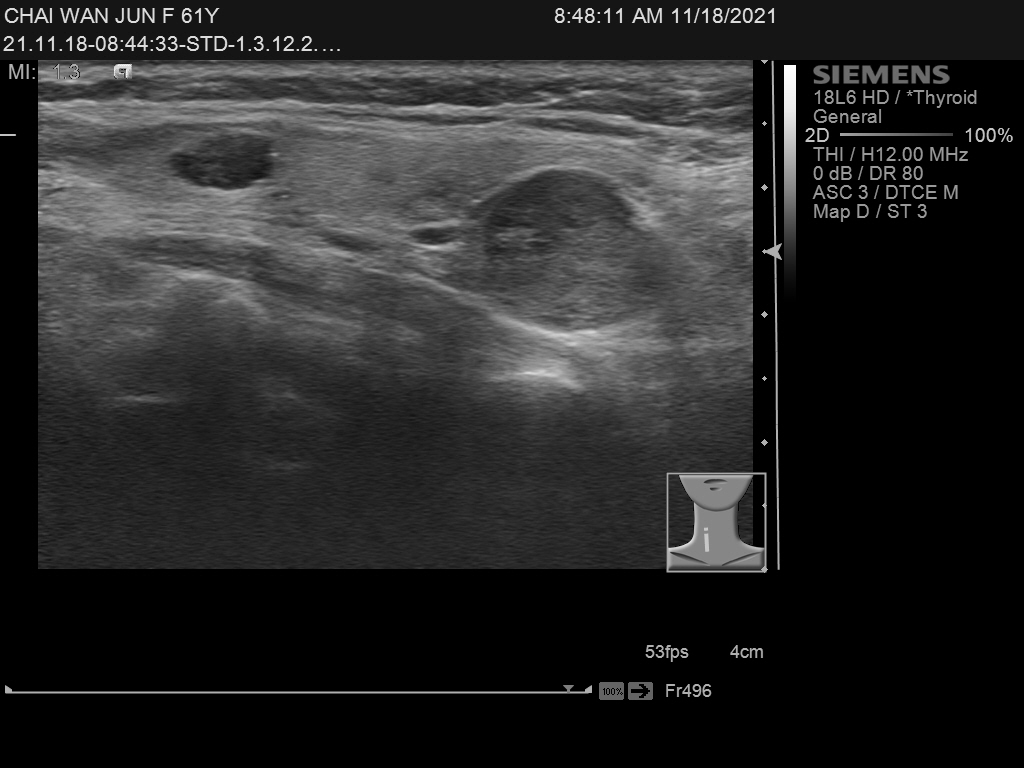 CHAI WAN JUN F 61Y
8:48:11 AM 11/18/2021
21.11.18-08:44:33-STD-1.3.12.2....
MI: 1.3
SIEMENS
18L6 HD / *Thyroid
General
2D 100%
THI / H12.00 MHz
0 dB / DR 80
ASC 3 / DTCE M
Map D / ST 3
53fps 4cm
100% Fr496